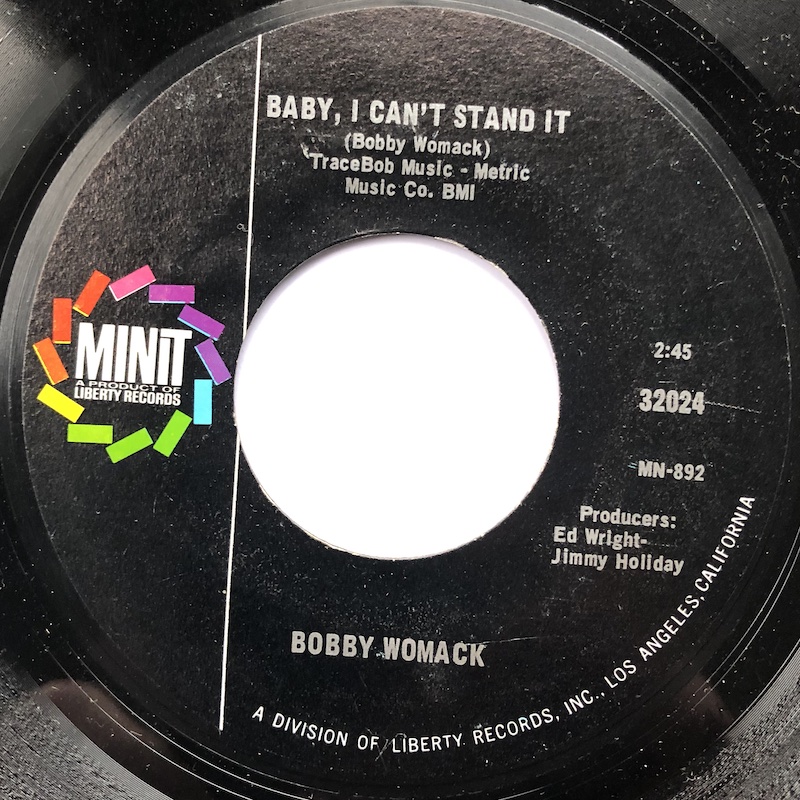 BABY, I CAN'T STAND IT
(Bobby Womack)
TraceBob Music - Metric
Music Co. BMI
MINIT
A PRODUCT OF
LIBERTY RECORDS
2:45
32024
MN-892
Producers:
Ed Wright-
Jimmy Holiday
BOBBY WOMACK
A DIVISION OF LIBERTY RECORDS, INC., LOS ANGELES, CALIFORNIA